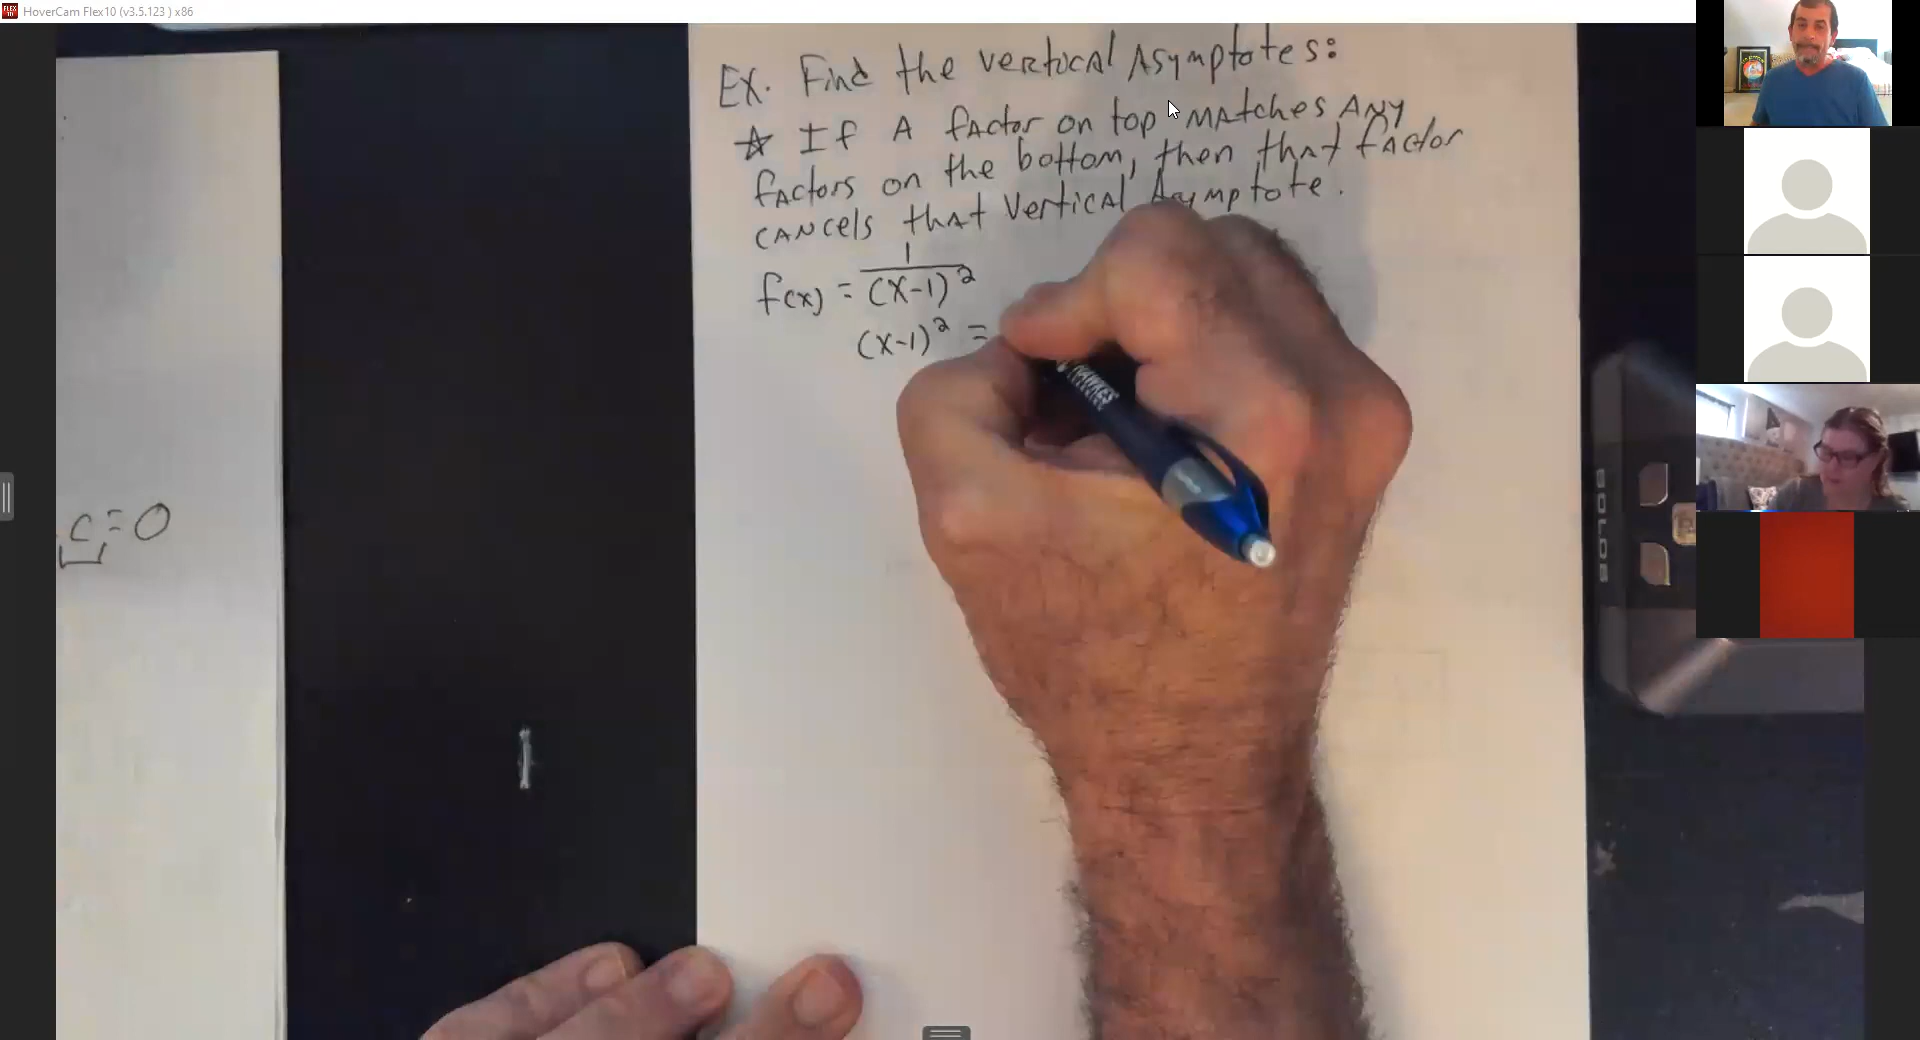 HoverCam Flex10 (v3.5.123 ) x86
EX. Find the vertical Asymptotes:
☆ If A factor on top matches ANY
factors on the bottom, then that factor
cancels that vertical Asymptote.
f(x) = 1/(x-1)²
(x-1)² =
c = 0